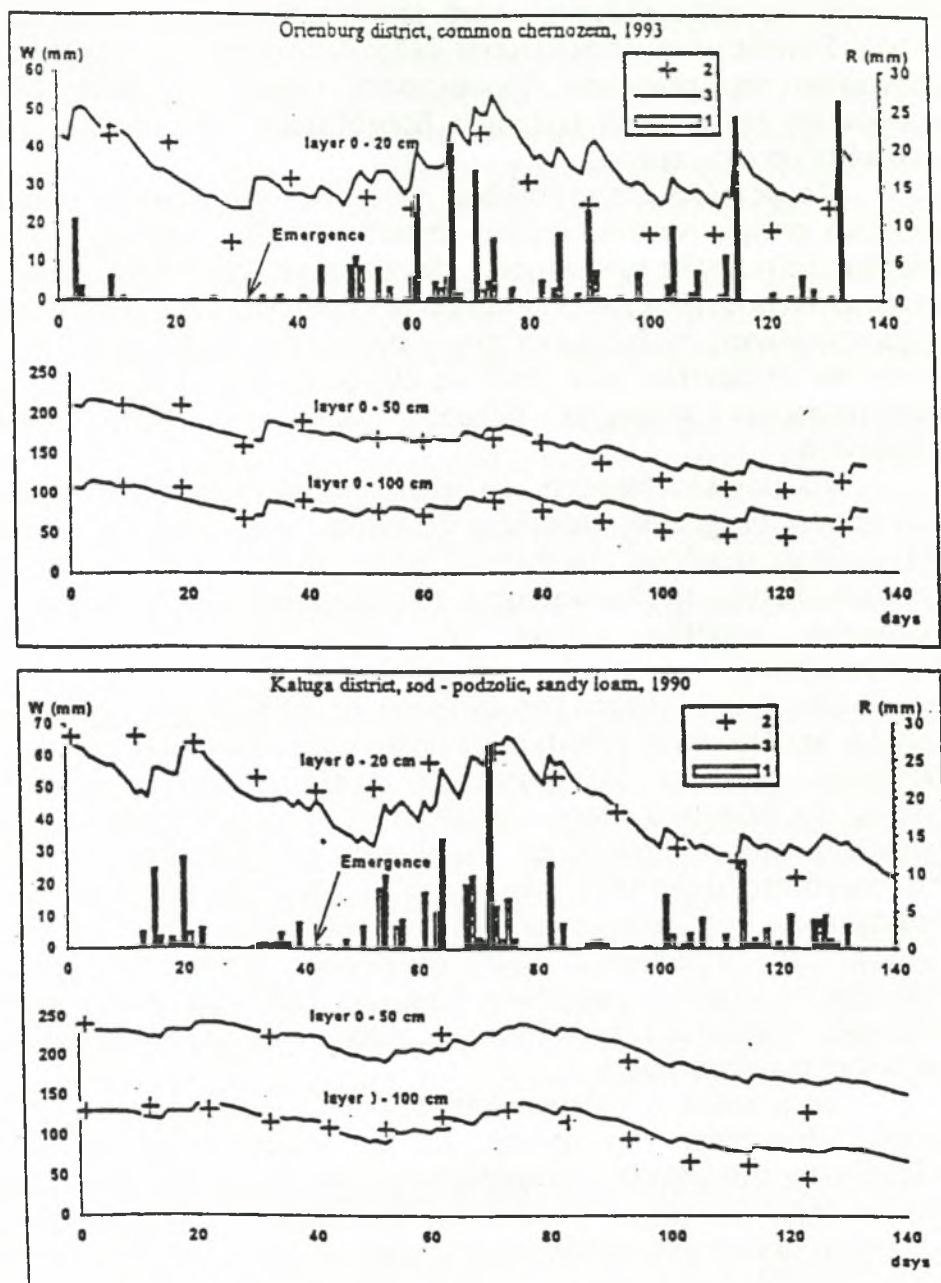 Orienburg district, common chernozem, 1993
W (mm)
R (mm)
60
50
40
30
20
10
0
30
25
20
15
10
5
0
2
3
1
layer 0 - 20 cm
Emergence
0 20 40 60 80 100 120 140
250
200
150
100
50
0
layer 0 - 50 cm
layer 0 - 100 cm
0 20 40 60 80 100 120 140
days
Kaluga district, sod - podzolic, sandy loam, 1990
W (mm)
R (mm)
70
60
50
40
30
20
10
0
30
25
20
15
10
5
0
2
3
1
layer 0 - 20 cm
Emergence
0 20 40 60 80 100 120 140
250
200
150
100
50
0
layer 0 - 50 cm
layer ) - 100 cm
0 20 40 60 80 100 120 140
days